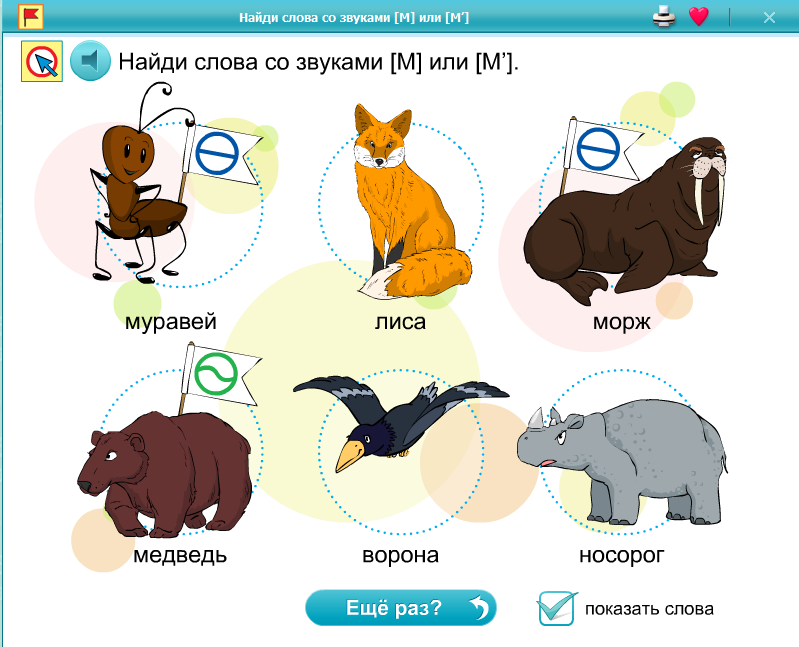 Найди слова со звуками [М] или [М’]
Найди слова со звуками [М] или [М’].
муравей
лиса
морж
медведь
ворона
носорог
Ещё раз?
показать слова